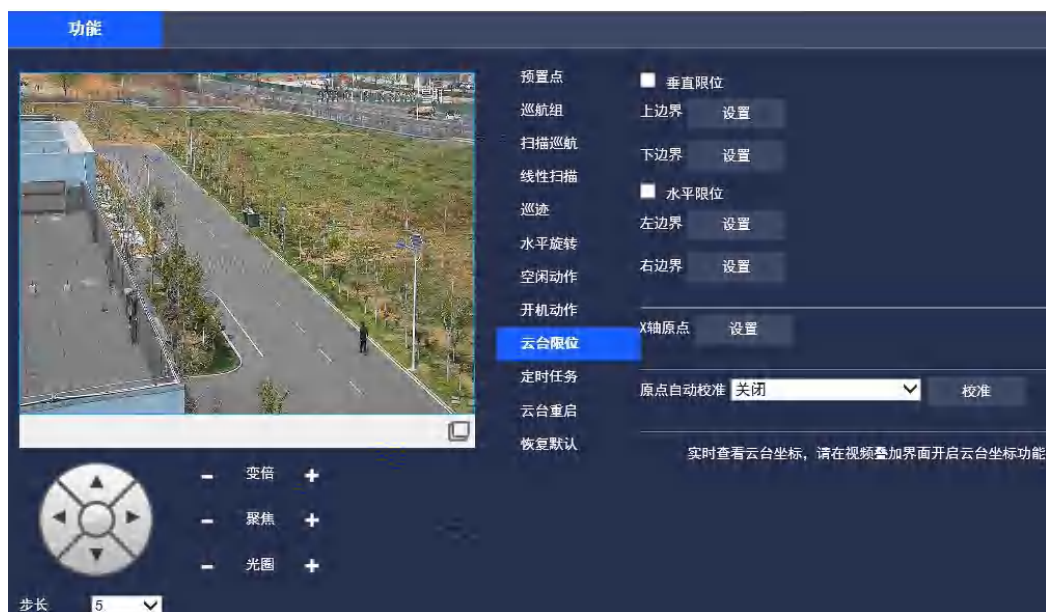 功能
预置点
巡航组
扫描巡航
线性扫描
巡迹
水平旋转
空闲动作
开机动作
云台限位
定时任务
云台重启
恢复默认
垂直限位
上边界 设置
下边界 设置
水平限位
左边界 设置
右边界 设置
X轴原点 设置
原点自动校准 关闭 校准
实时查看云台坐标，请在视频叠加界面开启云台坐标功能
- 变倍 +
- 聚焦 +
- 光圈 +
步长 5